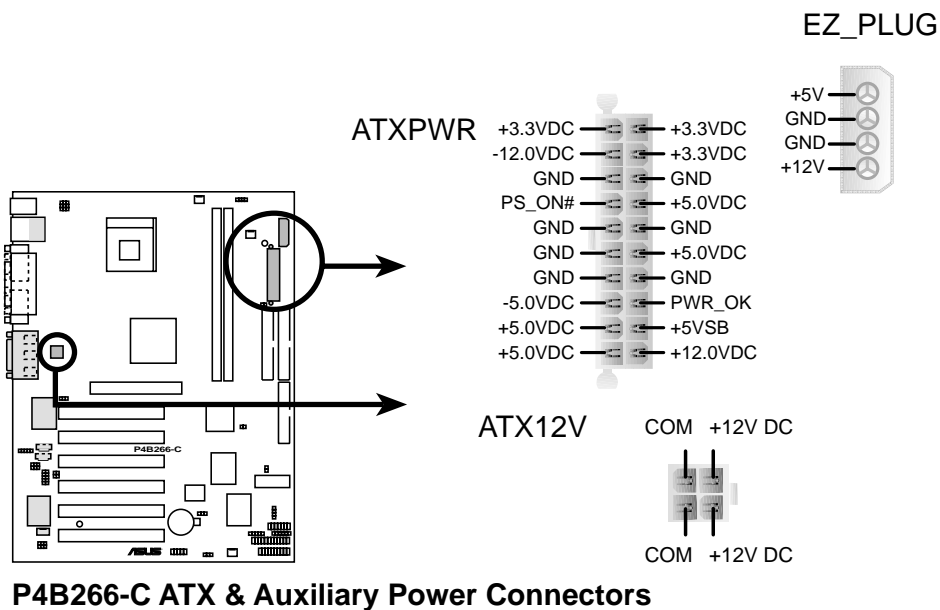 EZ_PLUG
+5V
GND
GND
+12V
ATXPWR
+3.3VDC +3.3VDC
-12.0VDC +3.3VDC
GND GND
PS_ON# +5.0VDC
GND GND
GND +5.0VDC
GND GND
-5.0VDC PWR_OK
+5.0VDC +5VSB
+5.0VDC +12.0VDC
ATX12V
COM +12V DC
COM +12V DC
P4B266-C
ASUS
P4B266-C ATX & Auxiliary Power Connectors